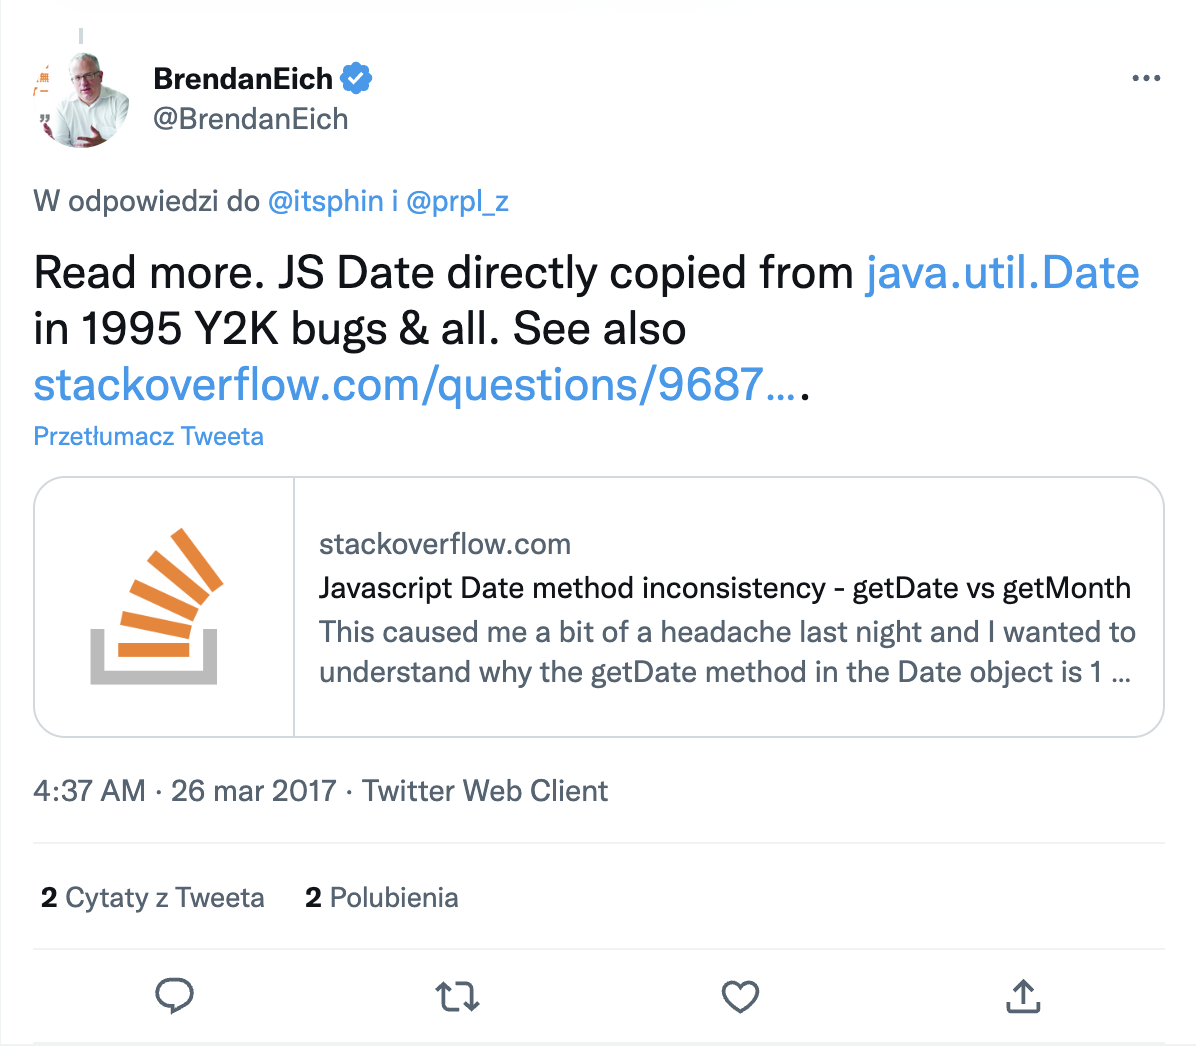 BrendanEich
@BrendanEich
W odpowiedzi do @itsphin i @prpl_z
Read more. JS Date directly copied from java.util.Date
in 1995 Y2K bugs & all. See also
stackoverflow.com/questions/9687... .
Przetłumacz Tweeta
stackoverflow.com
Javascript Date method inconsistency - getDate vs getMonth
This caused me a bit of a headache last night and I wanted to
understand why the getDate method in the Date object is 1 ...
4:37 AM · 26 mar 2017 · Twitter Web Client
2 Cytaty z Tweeta 2 Polubienia